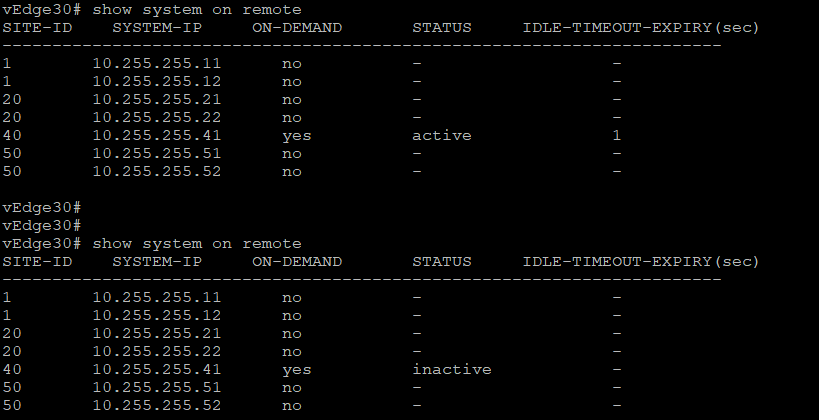 vEdge30# show system on remote
SITE-ID    SYSTEM-IP     ON-DEMAND       STATUS     IDLE-TIMEOUT-EXPIRY(sec)
------------------------------------------------------------------------
1        10.255.255.11      no           -                   -
1        10.255.255.12      no           -                   -
20       10.255.255.21      no           -                   -
20       10.255.255.22      no           -                   -
40       10.255.255.41      yes          active              1
50       10.255.255.51      no           -                   -
50       10.255.255.52      no           -                   -
vEdge30#
vEdge30#
vEdge30# show system on remote
SITE-ID    SYSTEM-IP     ON-DEMAND       STATUS     IDLE-TIMEOUT-EXPIRY(sec)
------------------------------------------------------------------------
1        10.255.255.11      no           -                   -
1        10.255.255.12      no           -                   -
20       10.255.255.21      no           -                   -
20       10.255.255.22      no           -                   -
40       10.255.255.41      yes          inactive            -
50       10.255.255.51      no           -                   -
50       10.255.255.52      no           -                   -